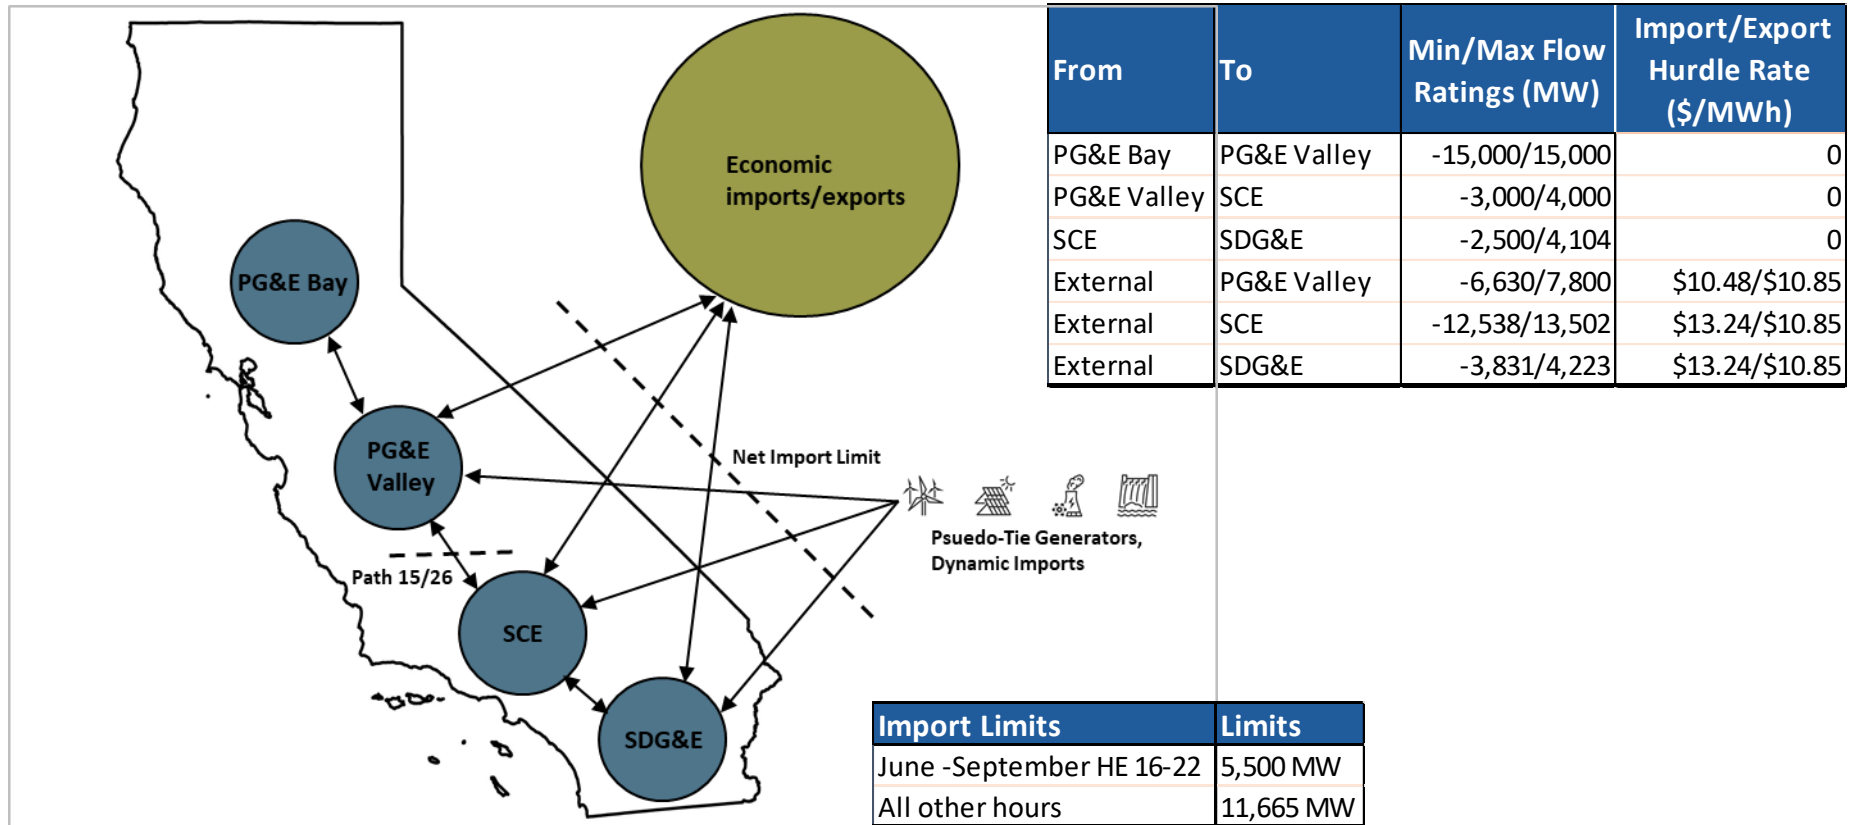 Economic
imports/exports
PG&E Bay
PG&E
Valley
Net Import Limit
Psuedo-Tie Generators,
Dynamic Imports
Path 15/26
SCE
SDG&E
From To Min/Max Flow Ratings (MW) Import/Export Hurdle Rate ($/MWh)
PG&E Bay PG&E Valley -15,000/15,000 0
PG&E Valley SCE -3,000/4,000 0
SCE SDG&E -2,500/4,104 0
External PG&E Valley -6,630/7,800 $10.48/$10.85
External SCE -12,538/13,502 $13.24/$10.85
External SDG&E -3,831/4,223 $13.24/$10.85
Import Limits Limits
June -September HE 16-22 5,500 MW
All other hours 11,665 MW